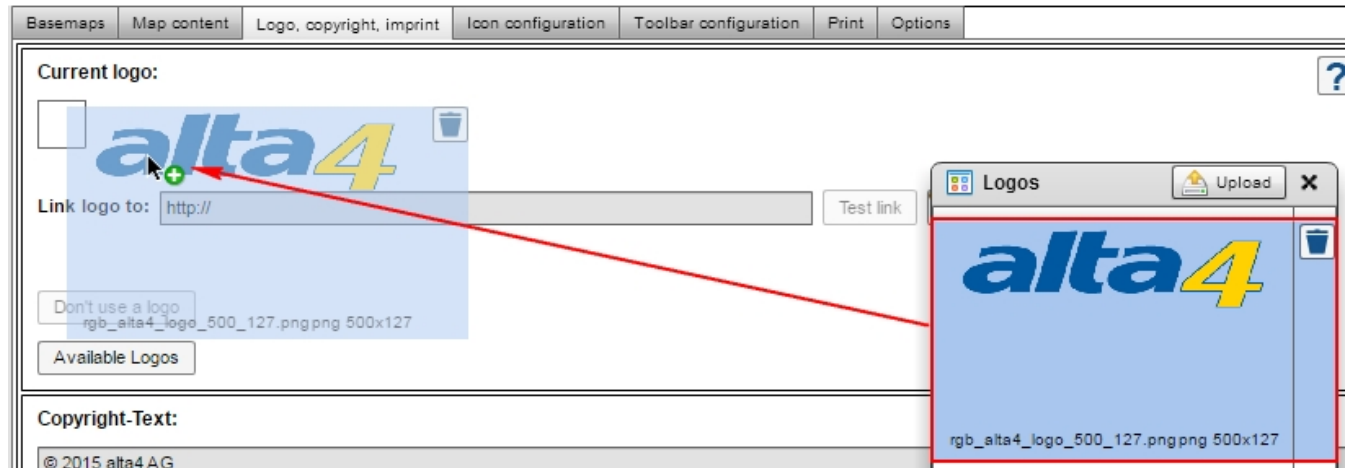 Basemaps Map content Logo, copyright, imprint Icon configuration Toolbar configuration Print Options
Current logo:
?
alta4
Link logo to: http:// Test link
Don't use a logo
rgb_alta4_logo_500_127.pngpng 500x127
Available Logos
Logos Upload
alta4
rgb_alta4_logo_500_127.pngpng 500x127
Copyright-Text:
© 2015 alta4 AG